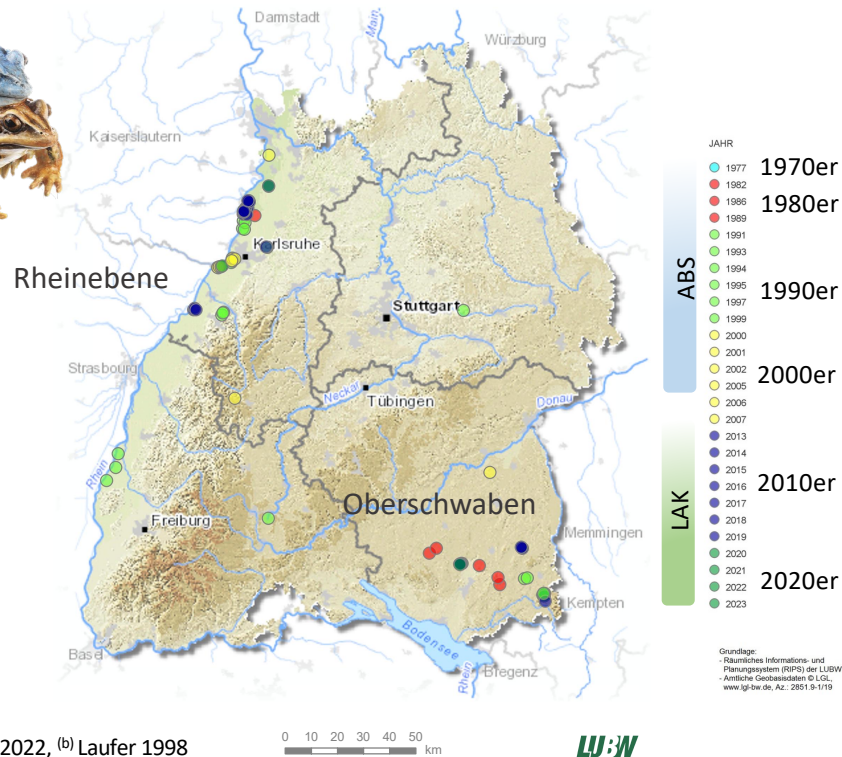 Darmstadt
Main
Würzburg
Kaiserslautern
Karlsruhe
Rheinebene
Stuttgart
Strasbourg
Neckar
Tübingen
Donau
Rhein
Oberschwaben
Freiburg
Memmingen
Kempten
Bodensee
Basel
Rhein
Bregenz
JAHR
1977
1982
1986
1989
1991
1993
1994
1995
1997
1999
2000
2001
2002
2005
2006
2007
2013
2014
2015
2016
2017
2018
2019
2020
2021
2022
2023
1970er
1980er
1990er
2000er
2010er
2020er
ABS
LAK
Grundlage:
- Räumliches Informations- und
Planungssystem (RIPS) der LUBW
- Amtliche Geobasisdaten © LGL,
www.lgl-bw.de, Az.: 2851.9-1/19
2022, (b) Laufer 1998
0 10 20 30 40 50
km
LUBW